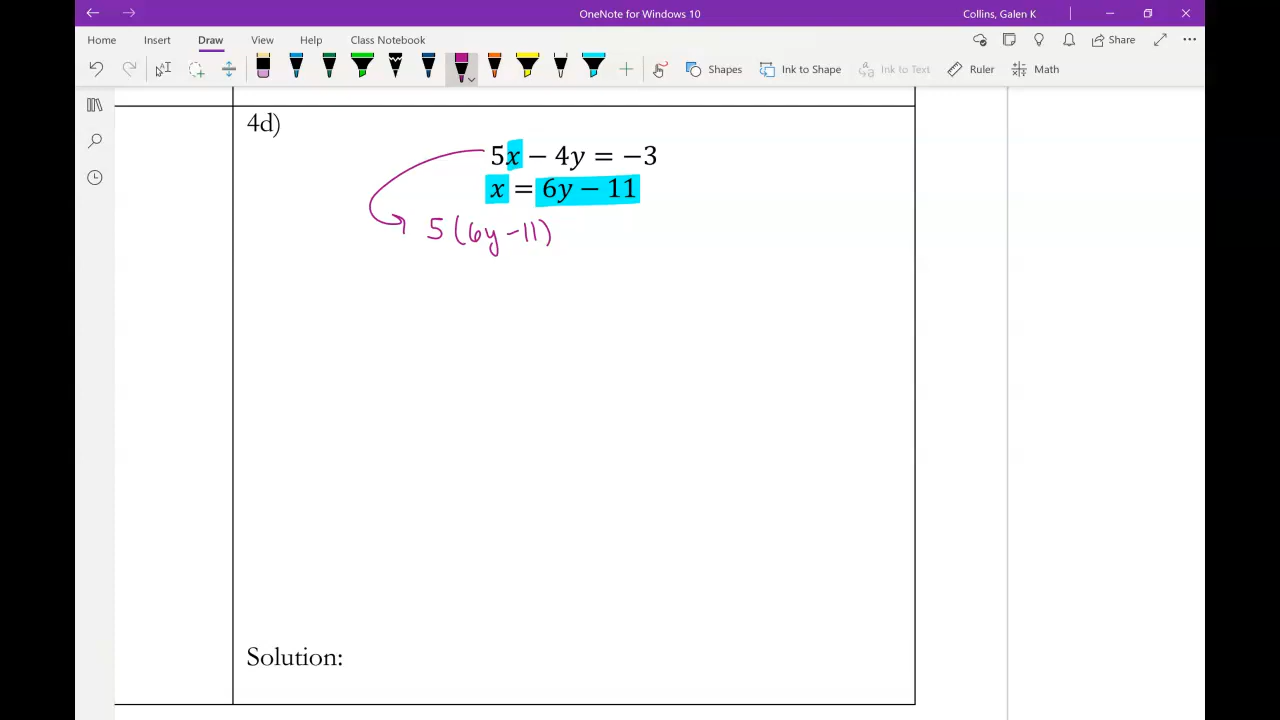 OneNote for Windows 10
Collins, Galen K
Home Insert Draw View Help Class Notebook
Share
Shapes Ink to Shape Ink to Text Ruler Math
4d)
5x − 4y = −3
x = 6y − 11
5(6y − 11)
Solution: